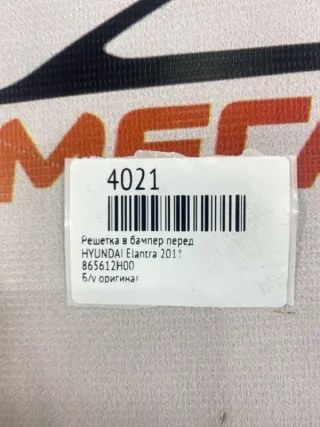 МЕГА
4021
Решетка в бампер перед
HYUNDAI Elantra 2011
865612H00
Б/у оригинал